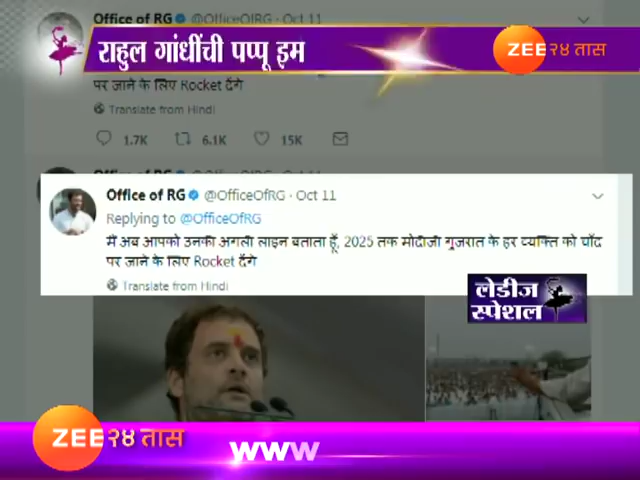 Office of RG @OfficeOfRG · Oct 11
राहुल गांधींची पप्पू इमे
ZEE २४ तास
पर जाने के लिए Rocket देंगे
Translate from Hindi
1.7K 6.1K 15K
Office of RG @OfficeOfRG · Oct 11
Replying to @OfficeOfRG
मैं अब आपको उनकी अगली लाइन बताता हूँ, 2025 तक मोदीजी गुजरात के हर व्यक्ति को चाँद
पर जाने के लिए Rocket देंगे
Translate from Hindi
लेडीज
स्पेशल
ZEE २४ तास
www